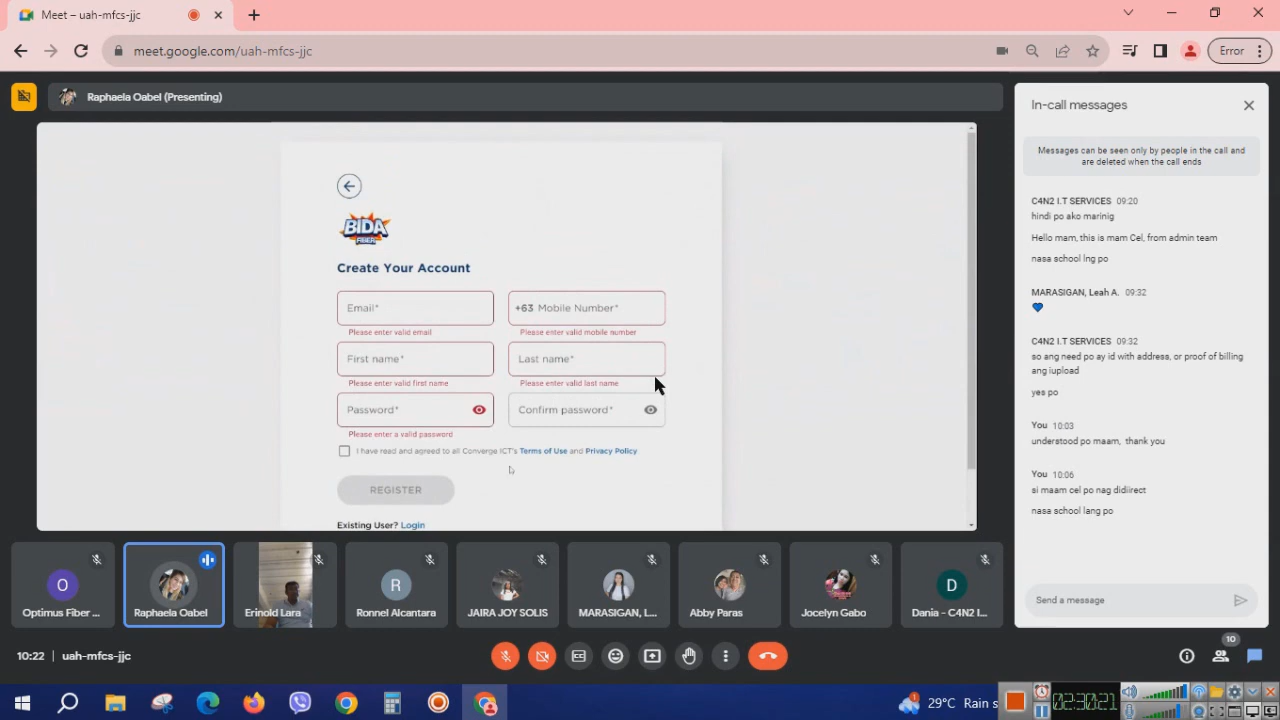 Meet – uah-mfcs-jjc
meet.google.com/uah-mfcs-jjc
Error
Raphaela Oabel (Presenting)
BIDA
FIBER
Create Your Account
Email*
+63 Mobile Number*
Please enter valid email
Please enter valid mobile number
First name*
Last name*
Please enter valid first name
Please enter valid last name
Password*
Confirm password*
Please enter a valid password
I have read and agreed to all Converge ICT's Terms of Use and Privacy Policy
REGISTER
Existing User? Login
In-call messages
Messages can be seen only by people in the call and
are deleted when the call ends
C4N2 I.T SERVICES 09:20
hindi po ako marinig
Hello mam, this is mam Cel, from admin team
nasa school lng po
MARASIGAN, Leah A. 09:32
C4N2 I.T SERVICES 09:32
so ang need po ay id with address, or proof of billing
ang iupload
yes po
You 10:03
understood po maam, thank you
You 10:06
si maam cel po nag didiirect
nasa school lang po
Send a message
O
Optimus Fiber ...
Raphaela Oabel
Erinold Lara
R
Ronnel Alcantara
JAIRA JOY SOLIS
MARASIGAN, L...
Abby Paras
Jocelyn Gabo
D
Dania - C4N2 I...
10:22
uah-mfcs-jjc
10
1
29°C Rain s
02:30:21